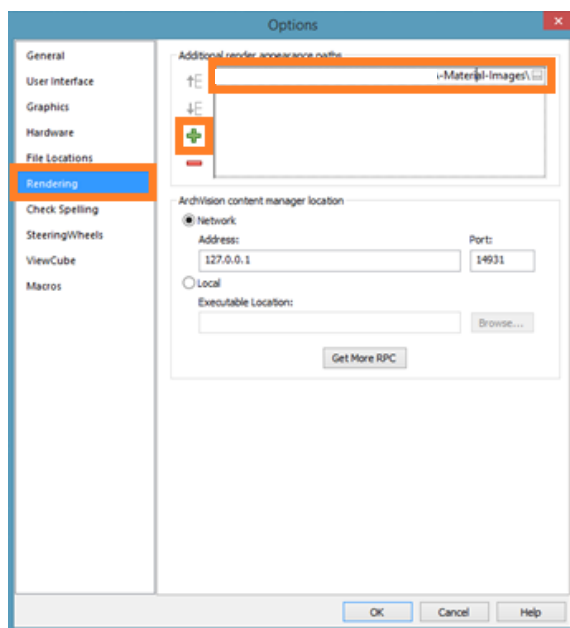 Options
General
User Interface
Graphics
Hardware
File Locations
Rendering
Check Spelling
SteeringWheels
ViewCube
Macros
Additional render appearance paths
-Material-Images\
ArchVision content manager location
Network
Address:
Port:
127.0.0.1
14931
Local
Executable Location:
Browse...
Get More RPC
OK
Cancel
Help